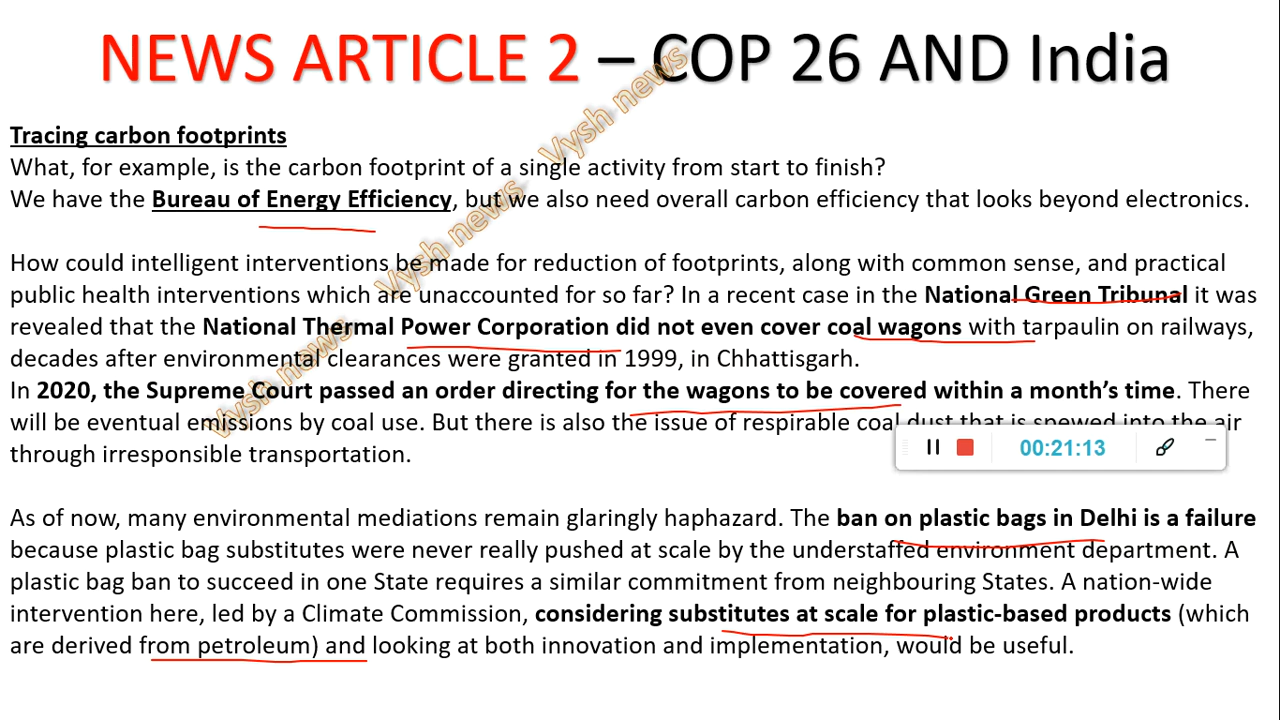 NEWS ARTICLE 2 – COP 26 AND India
Tracing carbon footprints
What, for example, is the carbon footprint of a single activity from start to finish?
We have the Bureau of Energy Efficiency, but we also need overall carbon efficiency that looks beyond electronics.
How could intelligent interventions be made for reduction of footprints, along with common sense, and practical
public health interventions which are unaccounted for so far? In a recent case in the National Green Tribunal it was
revealed that the National Thermal Power Corporation did not even cover coal wagons with tarpaulin on railways,
decades after environmental clearances were granted in 1999, in Chhattisgarh.
In 2020, the Supreme Court passed an order directing for the wagons to be covered within a month’s time. There
will be eventual emissions by coal use. But there is also the issue of respirable coal dust that is spewed into the air
through irresponsible transportation.
00:21:13
As of now, many environmental mediations remain glaringly haphazard. The ban on plastic bags in Delhi is a failure
because plastic bag substitutes were never really pushed at scale by the understaffed environment department. A
plastic bag ban to succeed in one State requires a similar commitment from neighbouring States. A nation-wide
intervention here, led by a Climate Commission, considering substitutes at scale for plastic-based products (which
are derived from petroleum) and looking at both innovation and implementation, would be useful.
Vysh news
Vysh news
Vysh news